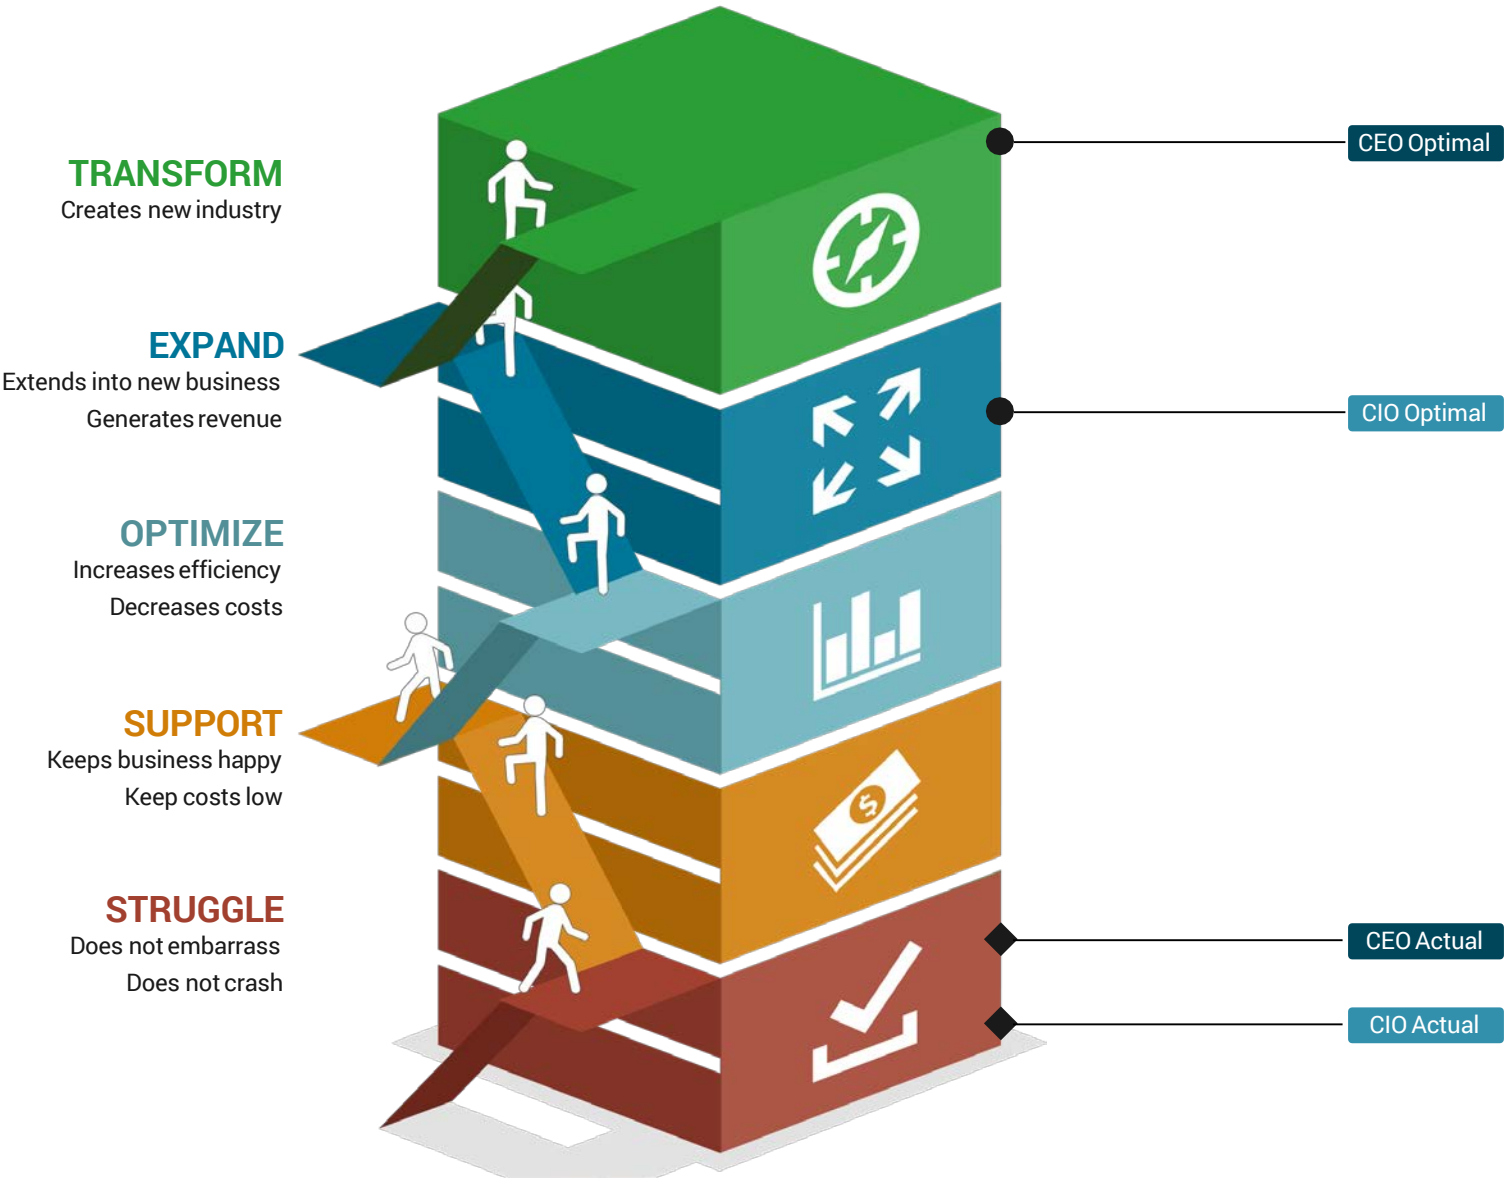 TRANSFORM
Creates new industry
EXPAND
Extends into new business
Generates revenue
OPTIMIZE
Increases efficiency
Decreases costs
SUPPORT
Keeps business happy
Keep costs low
STRUGGLE
Does not embarrass
Does not crash
$
CEO Optimal
CIO Optimal
CEO Actual
CIO Actual